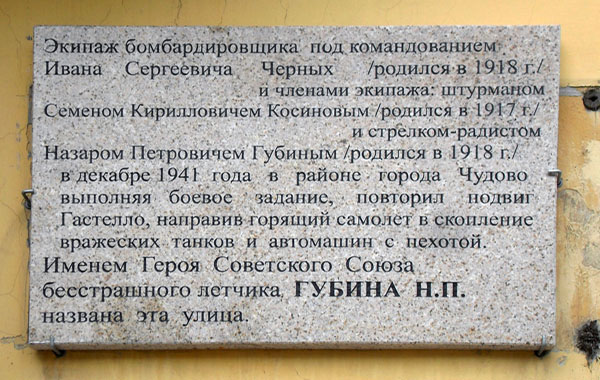 Экипаж бомбардировщика под командованием
Ивана Сергеевича Черных /родился в 1918 г./
и членами экипажа: штурманом
Семеном Кирилловичем Косиновым /родился в 1917 г./
и стрелком-радистом
Назаром Петровичем Губиным /родился в 1918 г./
в декабре 1941 года в районе города Чудово
выполняя боевое задание, повторил подвиг
Гастелло, направив горящий самолет в скопление
вражеских танков и автомашин с пехотой.
Именем Героя Советского Союза
бесстрашного летчика ГУБИНА Н.П.
названа эта улица.